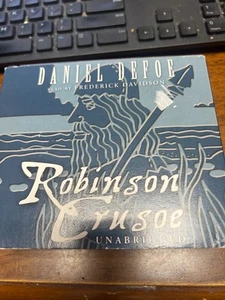 DANIEL DEFOE
READ BY FREDERICK DAVIDSON
Robinson
Crusoe
UNABRIDGED